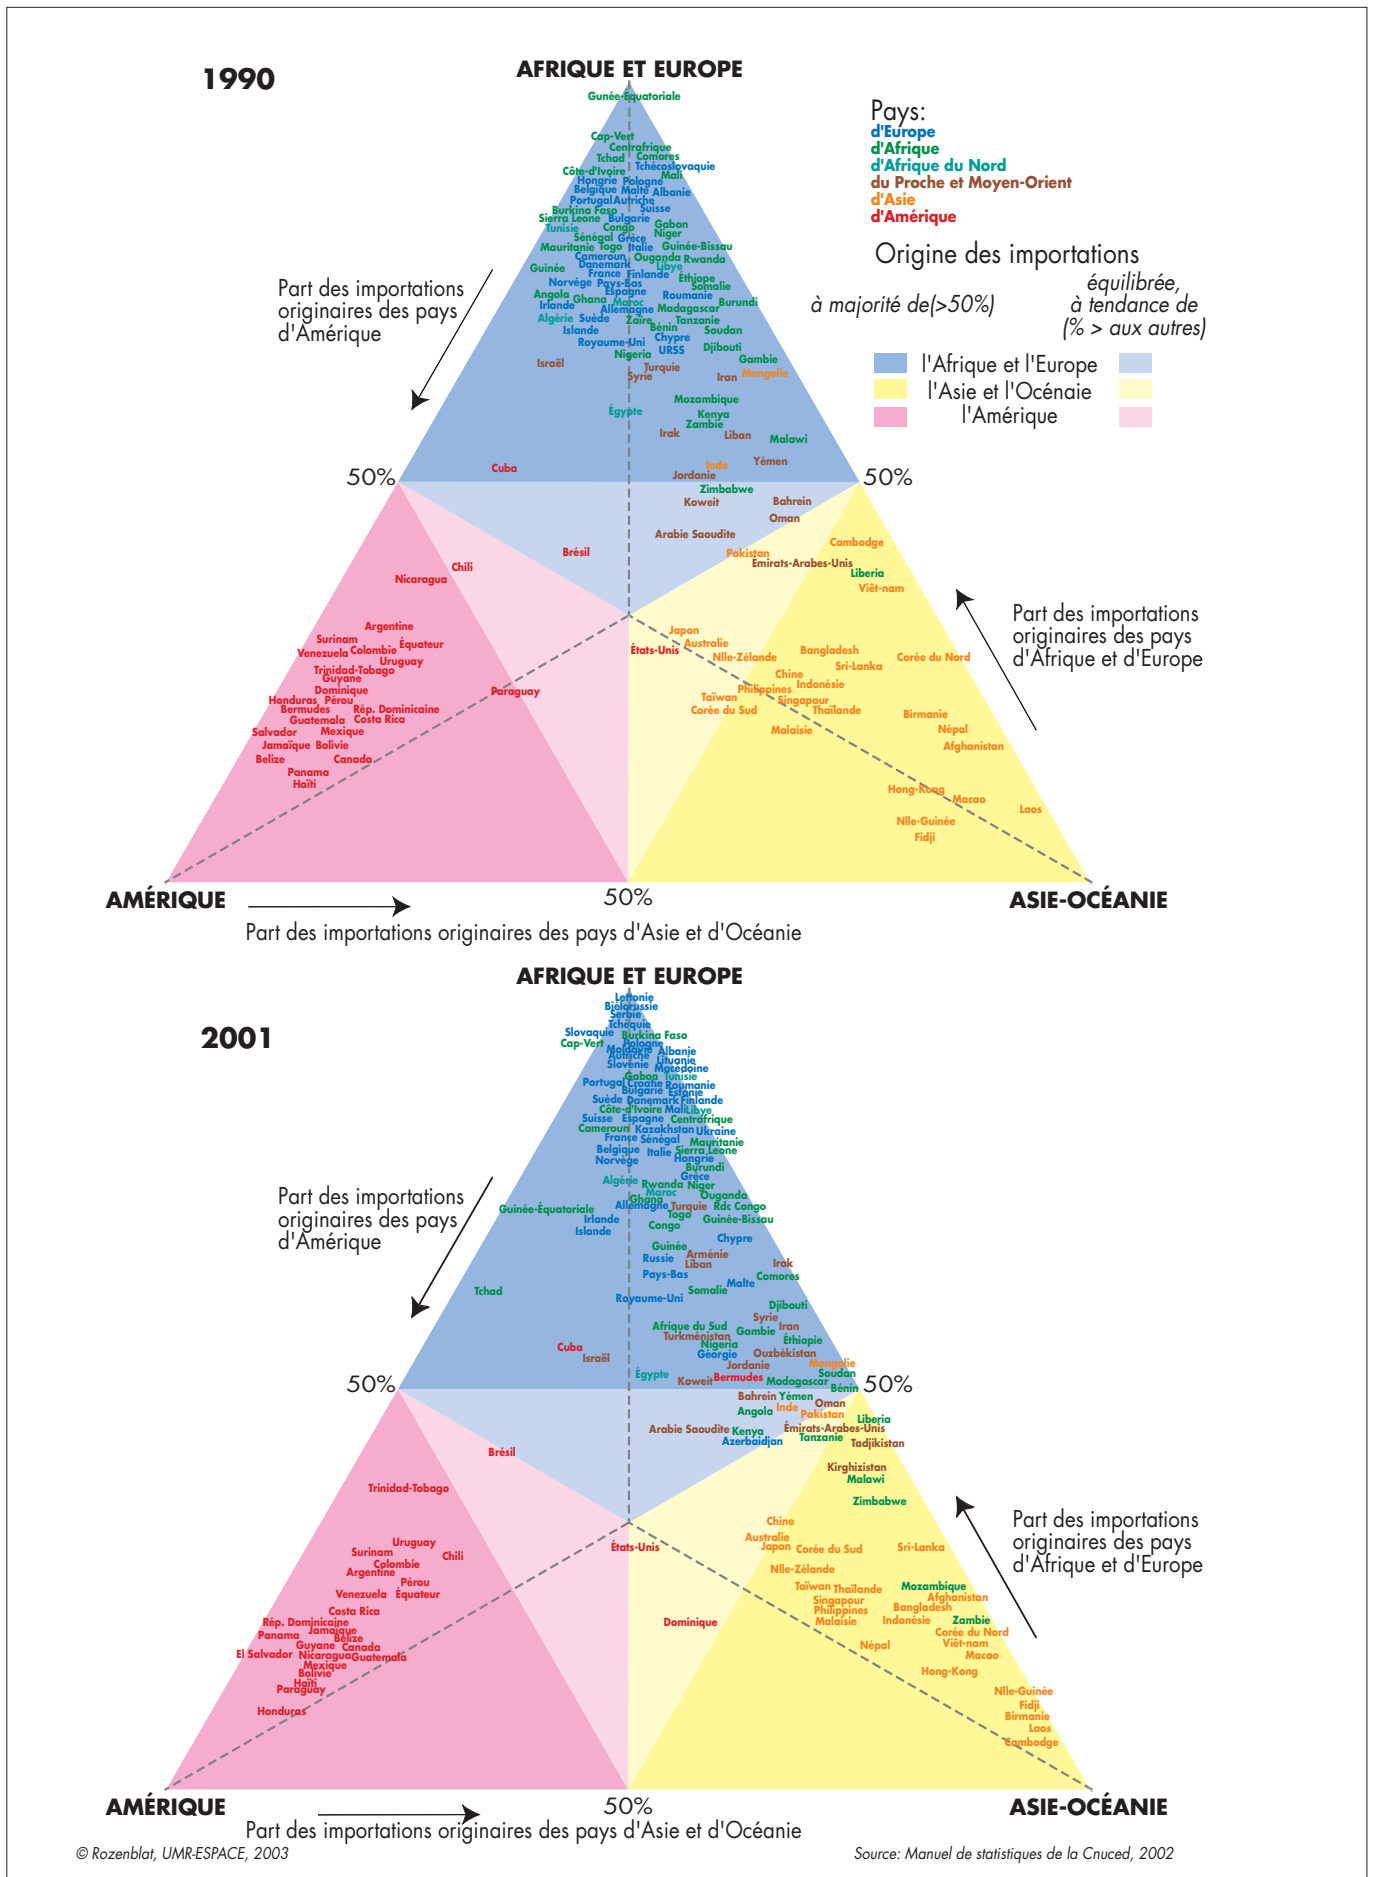 1990
AFRIQUE ET EUROPE
Gunée-Équatoriale
Pays:
d'Europe
d'Afrique
d'Afrique du Nord
du Proche et Moyen-Orient
d'Asie
d'Amérique
Origine des importations
à majorité de(>50%)
équilibrée,
à tendance de
(% > aux autres)
l'Afrique et l'Europe
l'Asie et l'Océnaie
l'Amérique
Part des importations
originaires des pays
d'Amérique
Cap-Vert
Centrafrique
Tchad Comores
Tchécoslovaquie
Côte-d'Ivoire Mali
Hongrie Pologne
Belgique Malte Albanie
Portugal Autriche
Burkina Faso Suisse
Sierra Leone Bulgarie
Tunisie Congo Gabon
Sénégal Grèce Niger
Mauritanie Togo Italie Guinée-Bissau
Cameroun Ouganda Rwanda
Guinée Danemark Libye
France Finlande Éthiope
Norvège Pays-Bas Somalie
Angola Ghana Espagne Roumanie
Irlande Maroc Burundi
Allemagne Madagascar
Algérie Suède Zaïre Tanzanie
Islande Bénin Soudan
Royaume-Uni Chypre
Nigeria URSS Djibouti
Israël Gambie
Turquie
Syrie Iran Mongolie
Mozambique
Égypte Kenya
Zambie
Irak Liban Malawi
Cuba Inde Yémen
Jordanie
50% 50%
Zimbabwe
Koweit Bahrein
Oman
Arabie Saoudite
Brésil Pakistan Cambodge
Émirats-Arabes-Unis
Chili Liberia
Nicaragua Viêt-nam
Part des importations
originaires des pays
d'Afrique et d'Europe
Argentine Japon
Surinam Équateur Australie
Venezuela Colombie États-Unis Bangladesh
Uruguay Nlle-Zélande Corée du Nord
Trinidad-Tobago Sri-Lanka
Guyane Chine
Dominique Paraguay Philippines Indonésie
Honduras Pérou Taïwan Singapour
Bermudes Rép. Dominicaine Corée du Sud Thaïlande
Guatemala Costa Rica Birmanie
Salvador Mexique Malaisie Népal
Jamaïque Bolivie Afghanistan
Belize Canada
Panama
Haïti Hong-Kong
Macao
Laos
Nlle-Guinée
Fidji
AMÉRIQUE 50% ASIE-OCÉANIE
Part des importations originaires des pays d'Asie et d'Océanie
2001
AFRIQUE ET EUROPE
Lettonie
Biélorussie
Serbie
Tchéquie
Slovaquie Burkina Faso
Cap-Vert Pologne
Moldavie Albanie
Autriche Lituanie
Slovénie Macédoine
Gabon Tunisie
Portugal Croatie Roumanie
Bulgarie Estonie
Suède Danemark Finlande
Côte-d'Ivoire Mali Libye
Suisse Espagne Centrafrique
Cameroun Kazakhstan Ukraine
France Sénégal Mauritanie
Belgique Italie Sierra Leone
Norvège Hongrie
Burundi
Grèce
Algérie Rwanda Niger
Maroc Ouganda
Ghana
Allemagne Turquie Rdc Congo
Guinée-Équatoriale Togo
Irlande Guinée-Bissau
Islande Congo
Chypre
Guinée
Russie Arménie
Liban Irak
Pays-Bas Comores
Malte
Tchad Somalie
Royaume-Uni
Djibouti
Syrie
Afrique du Sud Iran
Turkménistan Gambie
Nigeria Éthiopie
Cuba Géorgie Ouzbékistan
Israël Jordanie Mongolie
Égypte Bermudes Soudan
Koweit Madagascar
Bénin
Part des importations
originaires des pays
d'Amérique
50% 50%
Bahrein Yémen
Angola Inde Oman
Pakistan
Liberia
Arabie Saoudite Kenya Émirats-Arabes-Unis
Azerbaidjan Tanzanie
Tadjikistan
Brésil
Kirghizistan
Trinidad-Tobago Malawi
Zimbabwe
Part des importations
originaires des pays
d'Afrique et d'Europe
Chine
Uruguay Australie
Surinam Chili États-Unis Japon Corée du Sud Sri-Lanka
Colombie
Argentine Nlle-Zélande
Pérou Taïwan Thaïlande Mozambique
Venezuela Équateur Singapour Afghanistan
Costa Rica Philippines Bangladesh
Rép. Dominicaine Dominique Malaisie Indonésie Zambie
Jamaïque Corée du Nord
Panama Belize Viêt-nam
Guyane Canada Népal
El Salvador Nicaragua Guatemala Macao
Mexique
Bolivie Hong-Kong
Haïti
Paraguay Nlle-Guinée
Fidji
Honduras Birmanie
Laos
Cambodge
AMÉRIQUE 50% ASIE-OCÉANIE
Part des importations originaires des pays d'Asie et d'Océanie
© Rozenblat, UMR-ESPACE, 2003
Source: Manuel de statistiques de la Cnuced, 2002